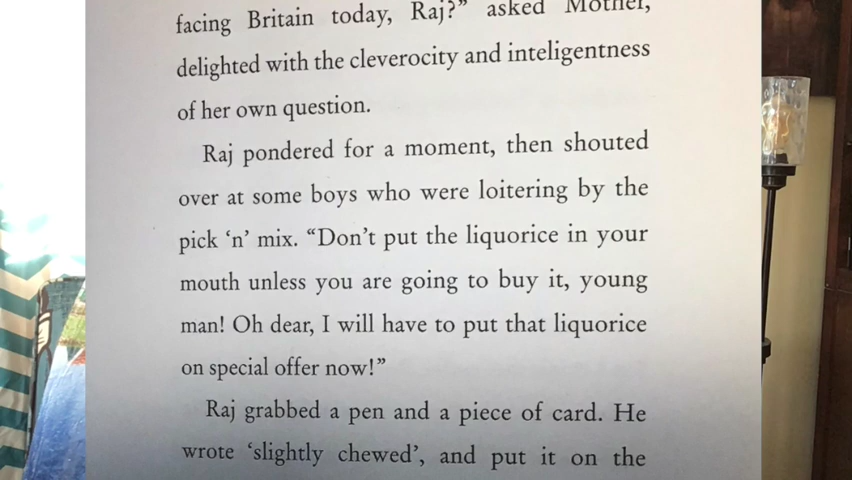 facing Britain today, Raj?” asked Mother,
delighted with the cleverocity and inteligentness
of her own question.
Raj pondered for a moment, then shouted
over at some boys who were loitering by the
pick ‘n’ mix. “Don’t put the liquorice in your
mouth unless you are going to buy it, young
man! Oh dear, I will have to put that liquorice
on special offer now!”
Raj grabbed a pen and a piece of card. He
wrote ‘slightly chewed’, and put it on the